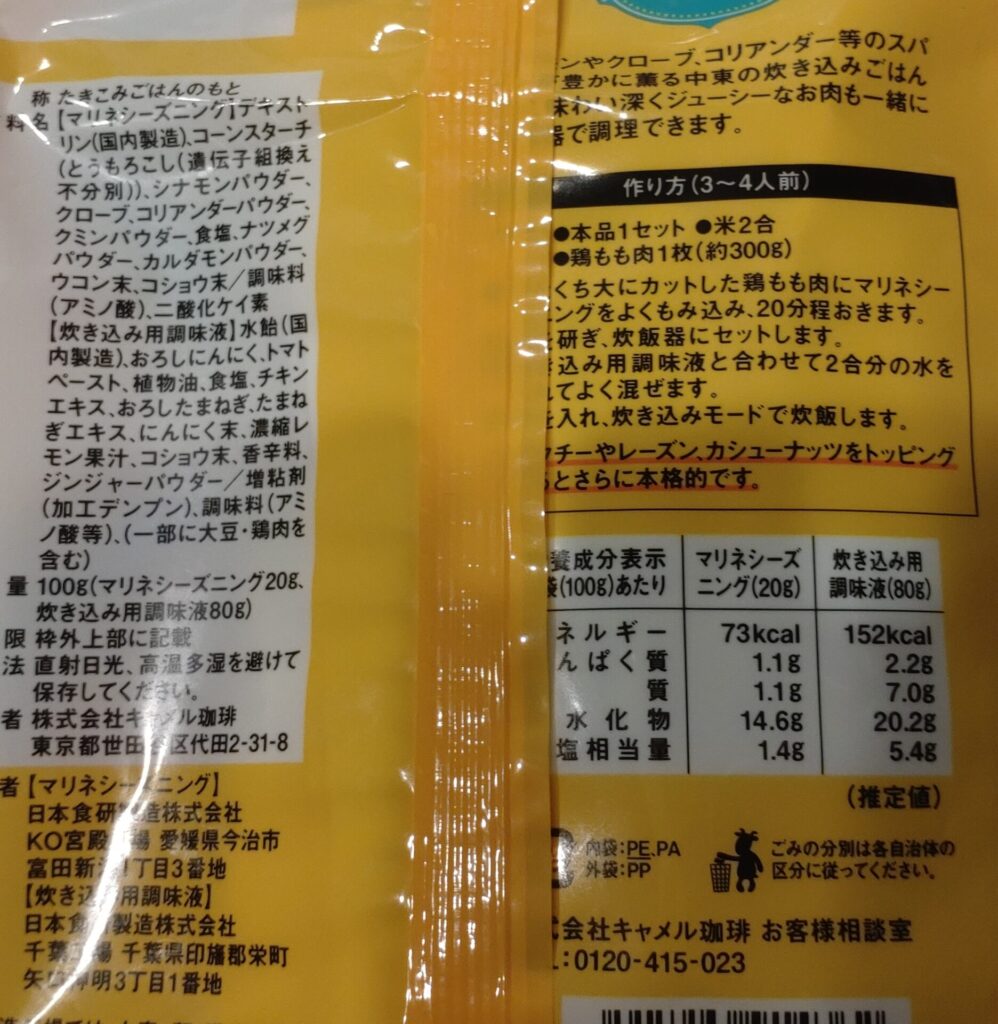 称 たきこみごはんのもと
料名 【マリネシーズニング】デキスト
リン(国内製造)、コーンスターチ
(とうもろこし(遺伝子組換え
不分別))、シナモンパウダー、
クローブ、コリアンダーパウダー、
クミンパウダー、食塩、ナツメグ
パウダー、カルダモンパウダー、
ウコン末、コショウ末/調味料
(アミノ酸)、二酸化ケイ素
【炊き込み用調味液】水飴(国
内製造)、おろしにんにく、トマト
ペースト、植物油、食塩、チキン
エキス、おろしたまねぎ、たまね
ぎエキス、にんにく末、濃縮レ
モン果汁、コショウ末、香辛料、
ジンジャーパウダー/増粘剤
(加工デンプン)、調味料(アミ
ノ酸等)、(一部に大豆・鶏肉を
含む)
量 100g(マリネシーズニング20g、
炊き込み用調味液80g)
限 枠外上部に記載
法 直射日光、高温多湿を避けて
保存してください。
者 株式会社キャメル珈琲
東京都世田谷区代田2-31-8
者【マリネシーズニング】
日本食研製造株式会社
KO宮殿工場 愛媛県今治市
富田新港1丁目3番地
【炊き込み用調味液】
日本食研製造株式会社
千葉工場 千葉県印旛郡栄町
矢口神明3丁目1番地
ンやクローブ、コリアンダー等のスパ
豊かに薫る中東の炊き込みごはん
味わい深くジューシーなお肉も一緒に
器で調理できます。
作り方(3〜4人前)
●本品1セット ●米2合
●鶏もも肉1枚(約300g)
くち大にカットした鶏もも肉にマリネシー
ングをよくもみ込み、20分程おきます。
研ぎ、炊飯器にセットします。
き込み用調味液と合わせて2合分の水を
てよく混ぜます。
を入れ、炊き込みモードで炊飯します。
クチーやレーズン、カシューナッツをトッピング
るとさらに本格的です。
養成分表示 マリネシーズ 炊き込み用
袋(100g)あたり ニング(20g) 調味液(80g)
ネルギー 73kcal 152kcal
んぱく質 1.1g 2.2g
質 1.1g 7.0g
水化物 14.6g 20.2g
塩相当量 1.4g 5.4g
(推定値)
内袋:PE、PA
外袋:PP
ごみの分別は各自治体の
区分に従ってください。
式会社キャメル珈琲 お客様相談室
L:0120-415-023